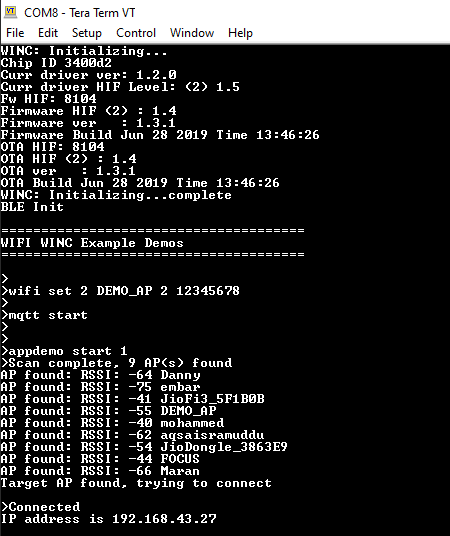 COM8 - Tera Term VT
File Edit Setup Control Window Help
WINC: Initializing...
Chip ID 3400d2
Curr driver ver: 1.2.0
Curr driver HIF Level: (2) 1.5
Fw HIF: 8104
Firmware HIF (2) : 1.4
Firmware ver   : 1.3.1
Firmware Build Jun 28 2019 Time 13:46:26
OTA HIF: 8104
OTA HIF (2) : 1.4
OTA ver   : 1.3.1
OTA Build Jun 28 2019 Time 13:46:26
WINC: Initializing...complete
BLE Init
=====================================
WIFI WINC Example Demos
=====================================
>
>wifi set 2 DEMO_AP 2 12345678
>
>mqtt start
>
>
>appdemo start 1
>Scan complete, 9 AP(s) found
AP found: RSSI: -64 Danny
AP found: RSSI: -75 embar
AP found: RSSI: -41 JioFi3_5F1B0B
AP found: RSSI: -55 DEMO_AP
AP found: RSSI: -40 mohammed
AP found: RSSI: -62 aqsaisramuddu
AP found: RSSI: -54 JioDongle_3863E9
AP found: RSSI: -44 FOCUS
AP found: RSSI: -66 Maran
Target AP found, trying to connect
>Connected
IP address is 192.168.43.27